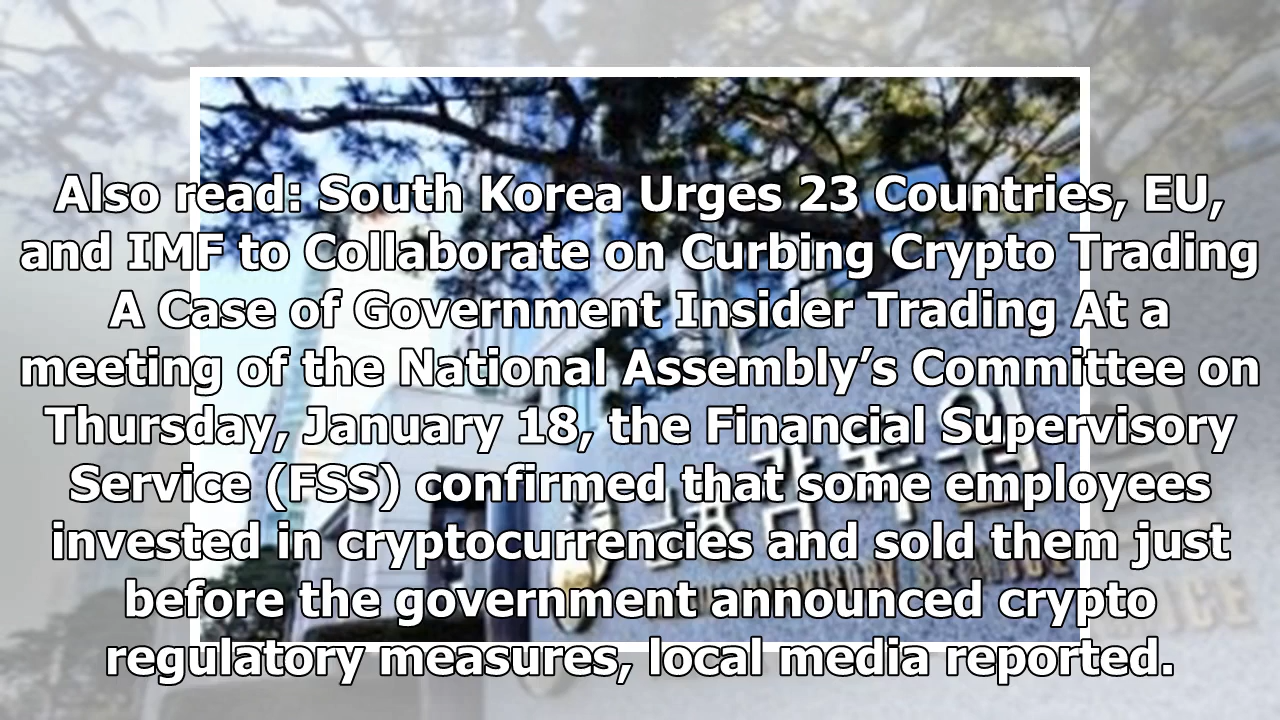 Also read: South Korea Urges 23 Countries, EU,
and IMF to Collaborate on Curbing Crypto Trading
A Case of Government Insider Trading At a
meeting of the National Assembly’s Committee on
Thursday, January 18, the Financial Supervisory
Service (FSS) confirmed that some employees
invested in cryptocurrencies and sold them just
before the government announced crypto
regulatory measures, local media reported.